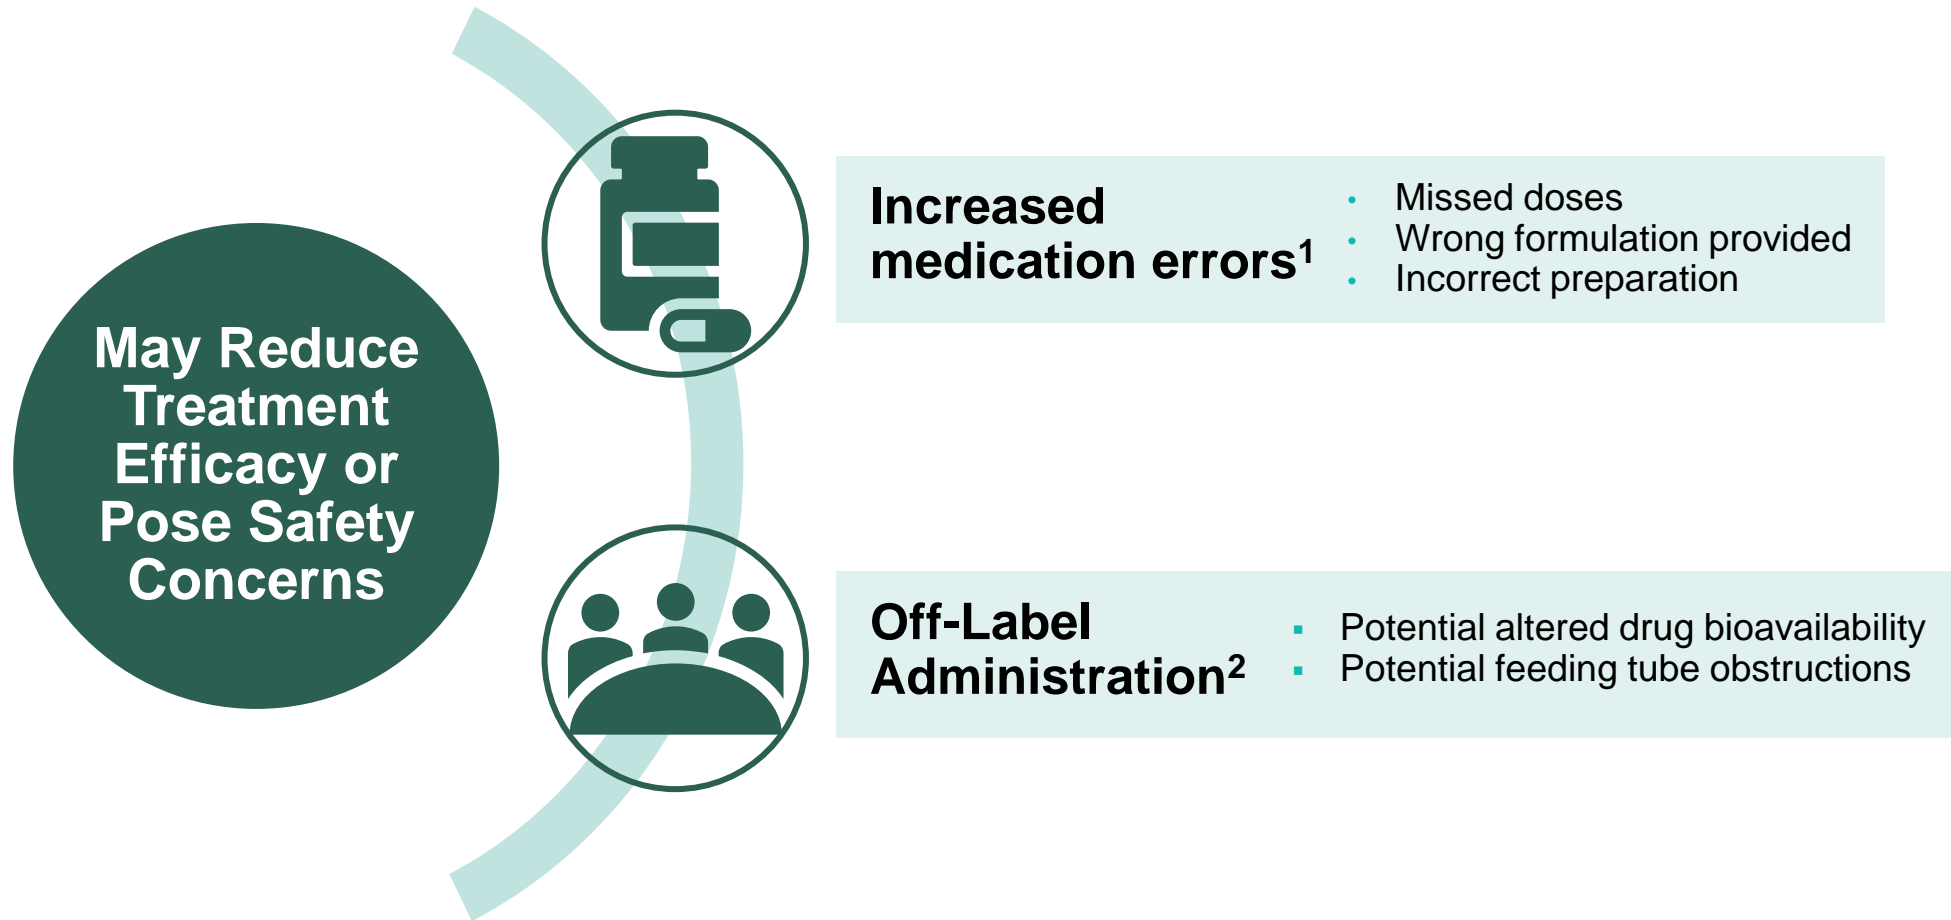 May Reduce
Treatment
Efficacy or
Pose Safety
Concerns
Increased
medication errors¹
• Missed doses
• Wrong formulation provided
• Incorrect preparation
Off-Label
Administration²
▪ Potential altered drug bioavailability
▪ Potential feeding tube obstructions